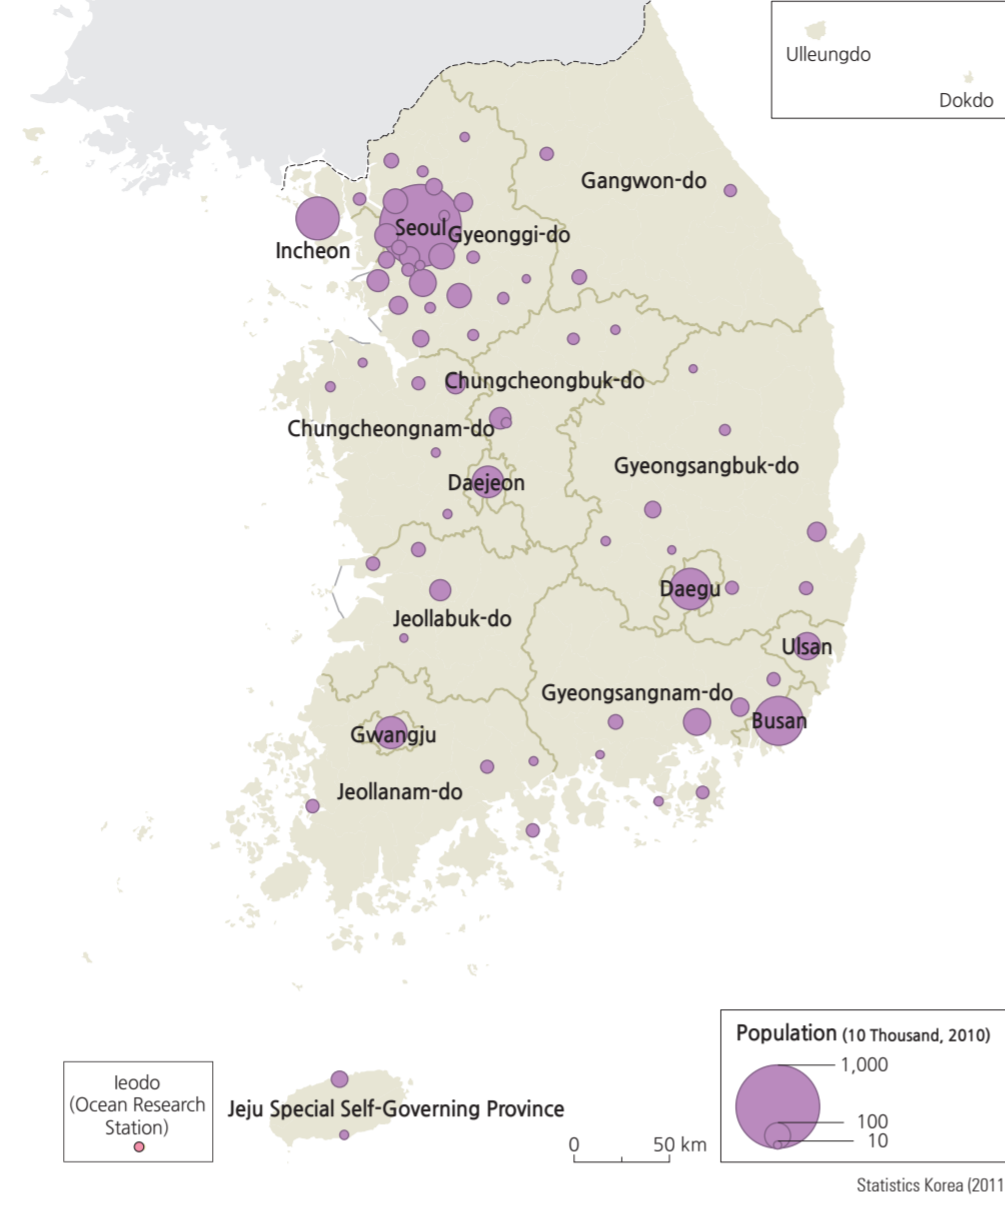 Ulleungdo
Dokdo
Gangwon-do
Seoul
Gyeonggi-do
Incheon
Chungcheongbuk-do
Chungcheongnam-do
Gyeongsangbuk-do
Daejeon
Daegu
Jeollabuk-do
Ulsan
Gyeongsangnam-do
Busan
Gwangju
Jeollanam-do
Population (10 Thousand, 2010)
1,000
100
10
Ieodo
(Ocean Research
Station)
Jeju Special Self-Governing Province
0 50 km
Statistics Korea (2011